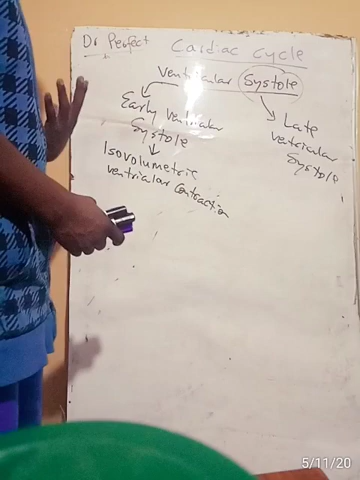 Dr Perfect
Cardiac cycle
Ventricular Systole
Early Ventricular
Systole
Late
ventricular
Systole
Isovolumetric
ventricular Contraction
5/11/20